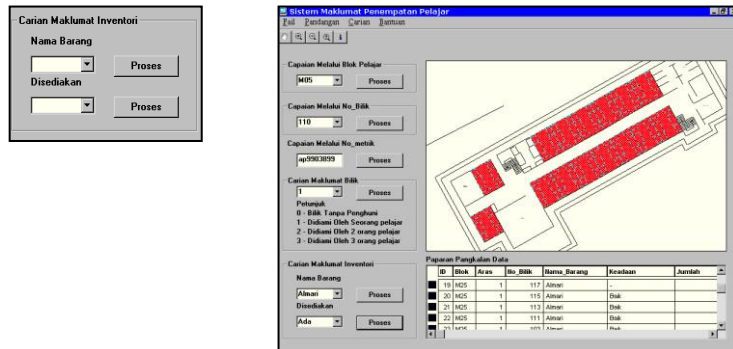 Carian Maklumat Inventori
Nama Barang
Proses
Disediakan
Proses
Sistem Maklumat Penempatan Pelajar
Fail Pandangan Carian Bantuan
Capaian Melalui Blok Pelajar
M05 Proses
Capaian Melalui No_Bilik
110 Proses
Capaian Melalui No_metrik
ap9903899 Proses
Carian Maklumat Bilik
1 Proses
Petunjuk
0 - Bilik Tanpa Penghuni
1 - Didiami Oleh Seorang pelajar
2 - Didiami Oleh 2 orang pelajar
3 - Didiami Oleh 3 orang pelajar
Carian Maklumat Inventori
Nama Barang
Almari Proses
Disediakan
Ada Proses
Paparan Pangkalan Data
ID Blok Aras No_Bilik Nama_Barang Keadaan Jumlah
19 M25 1 117 Almari -
20 M25 1 115 Almari Baik
21 M25 1 113 Almari Baik
22 M25 1 111 Almari Baik